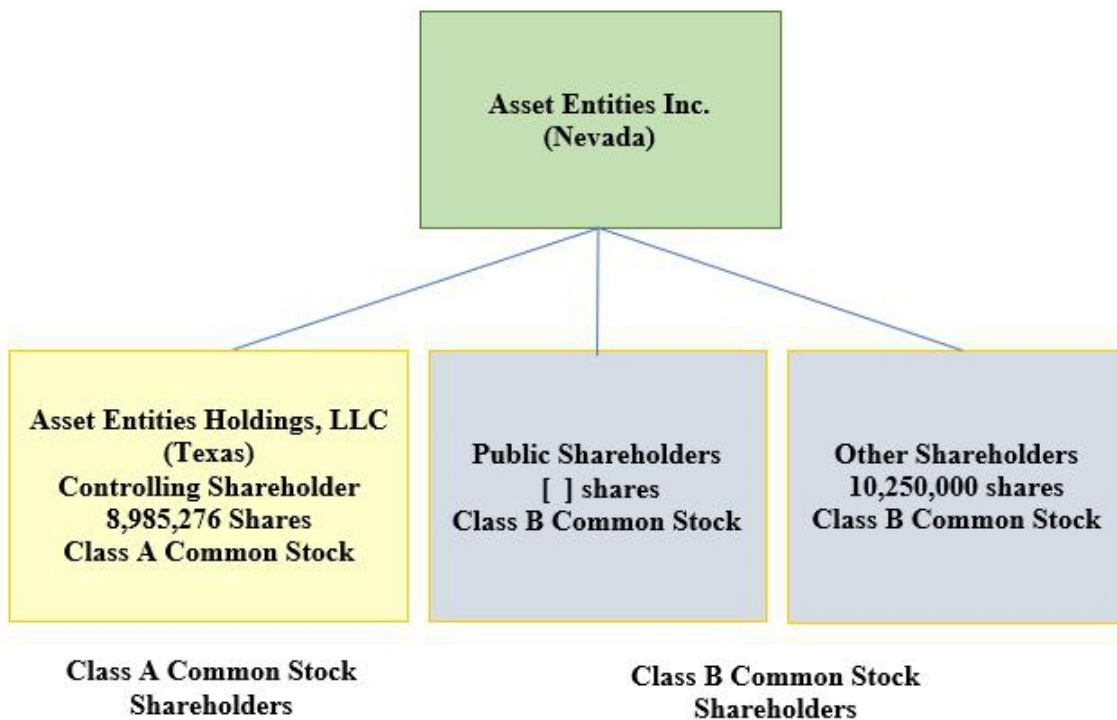 Asset Entities Inc.
(Nevada)
Asset Entities Holdings, LLC
(Texas)
Controlling Shareholder
8,985,276 Shares
Class A Common Stock
Public Shareholders
[ ] shares
Class B Common Stock
Other Shareholders
10,250,000 shares
Class B Common Stock
Class A Common Stock
Shareholders
Class B Common Stock
Shareholders